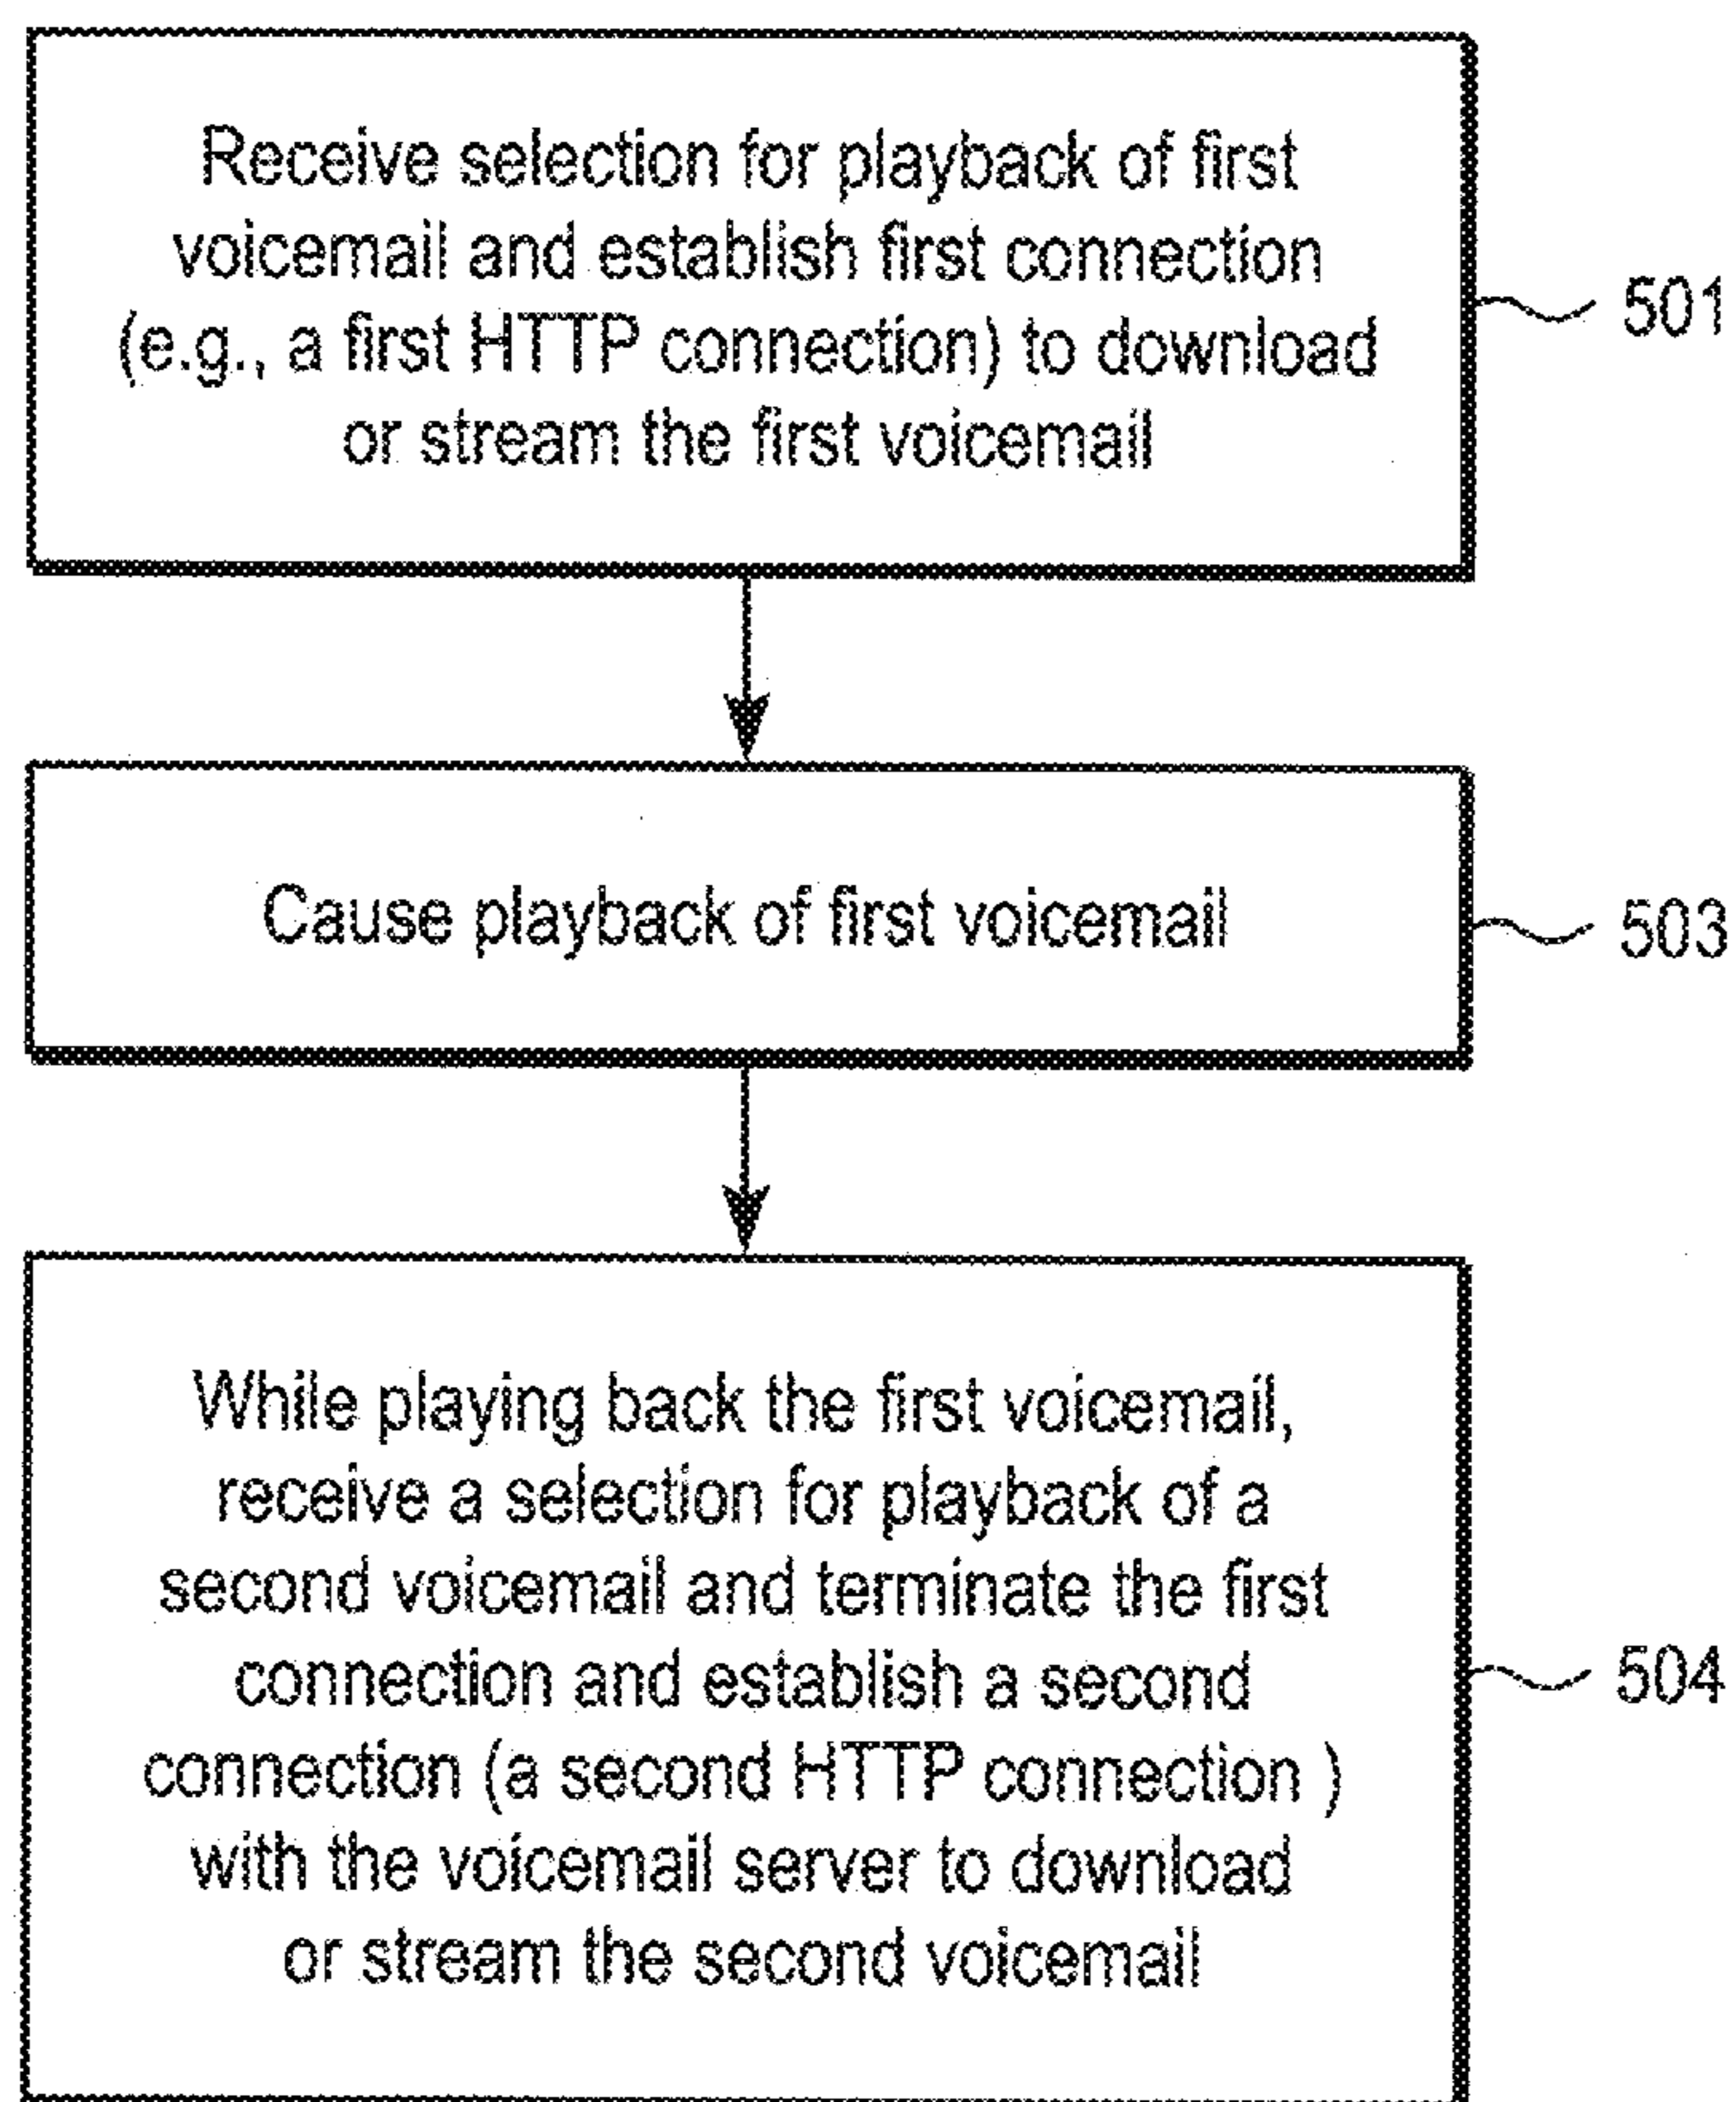 Receive selection for playback of first
voicemail and establish first connection
(e.g., a first HTTP connection) to download
or stream the first voicemail
501
Cause playback of first voicemail
503
While playing back the first voicemail,
receive a selection for playback of a
second voicemail and terminate the first
connection and establish a second
connection (a second HTTP connection )
with the voicemail server to download
or stream the second voicemail
504